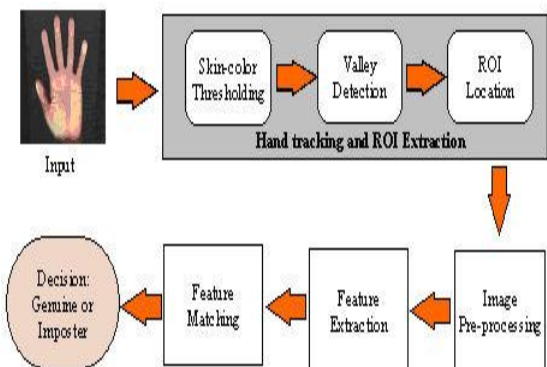 Input
Skin-color
Thresholding
Valley
Detection
ROI
Location
Hand tracking and ROI Extraction
Image
Pre-processing
Feature
Extraction
Feature
Matching
Decision:
Genuine or
Imposter